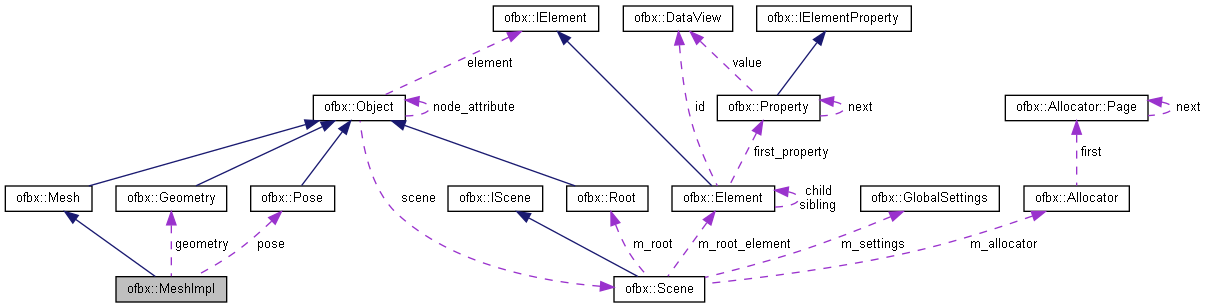 ofbx::IElement
ofbx::DataView
ofbx::IElementProperty
element
value
ofbx::Object
node_attribute
id
ofbx::Property
next
ofbx::Allocator::Page
next
first_property
first
ofbx::Mesh
ofbx::Geometry
ofbx::Pose
scene
ofbx::IScene
ofbx::Root
ofbx::Element
child
sibling
ofbx::GlobalSettings
ofbx::Allocator
geometry
pose
m_root
m_root_element
m_settings
m_allocator
ofbx::MeshImpl
ofbx::Scene